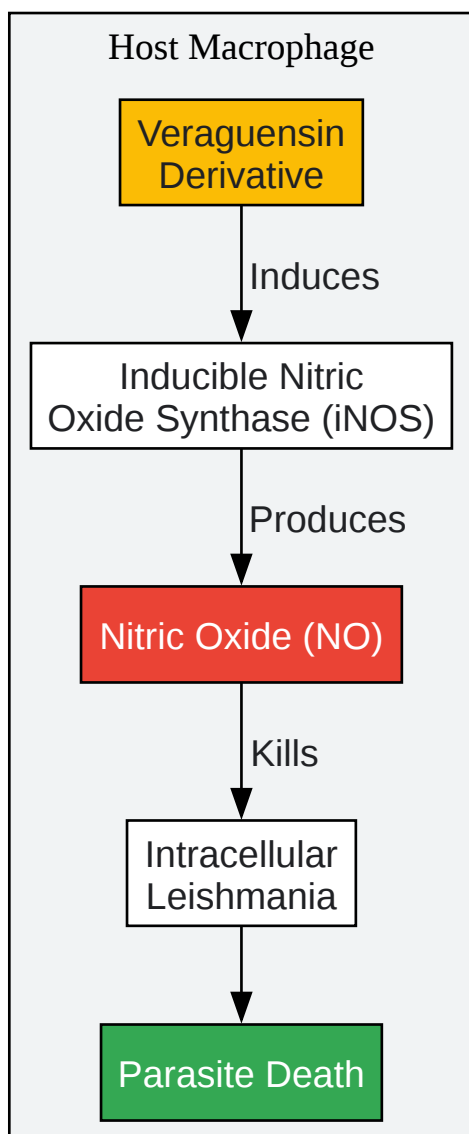 Host Macrophage
Veraguensin
Derivative
Induces
Inducible Nitric
Oxide Synthase (iNOS)
Produces
Nitric Oxide (NO)
Kills
Intracellular
Leishmania
Parasite Death